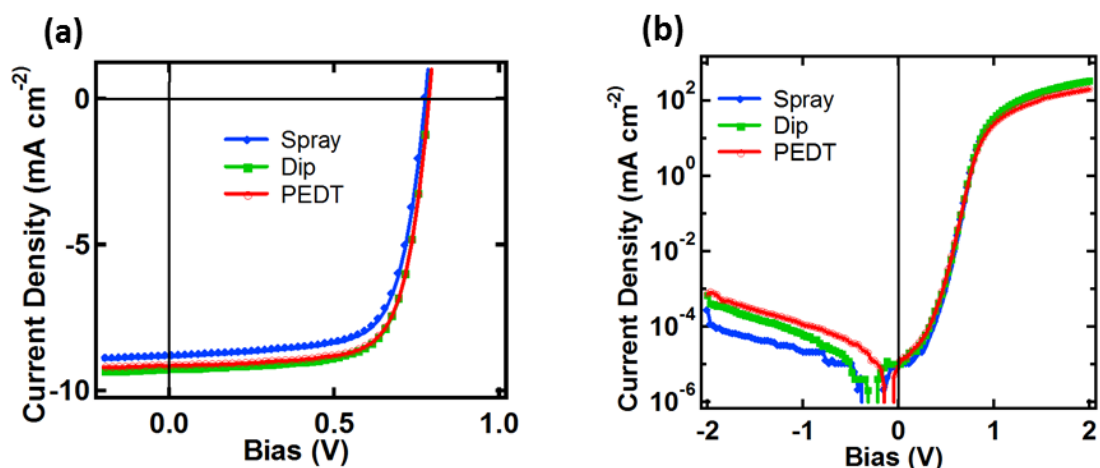 (a)
Current Density (mA cm-2)
0
-5
-10
Spray
Dip
PEDT
0.0
0.5
1.0
Bias (V)
(b)
Current Density (mA cm-2)
10^2
10^0
10^-2
10^-4
10^-6
Spray
Dip
PEDT
-2
-1
0
1
2
Bias (V)